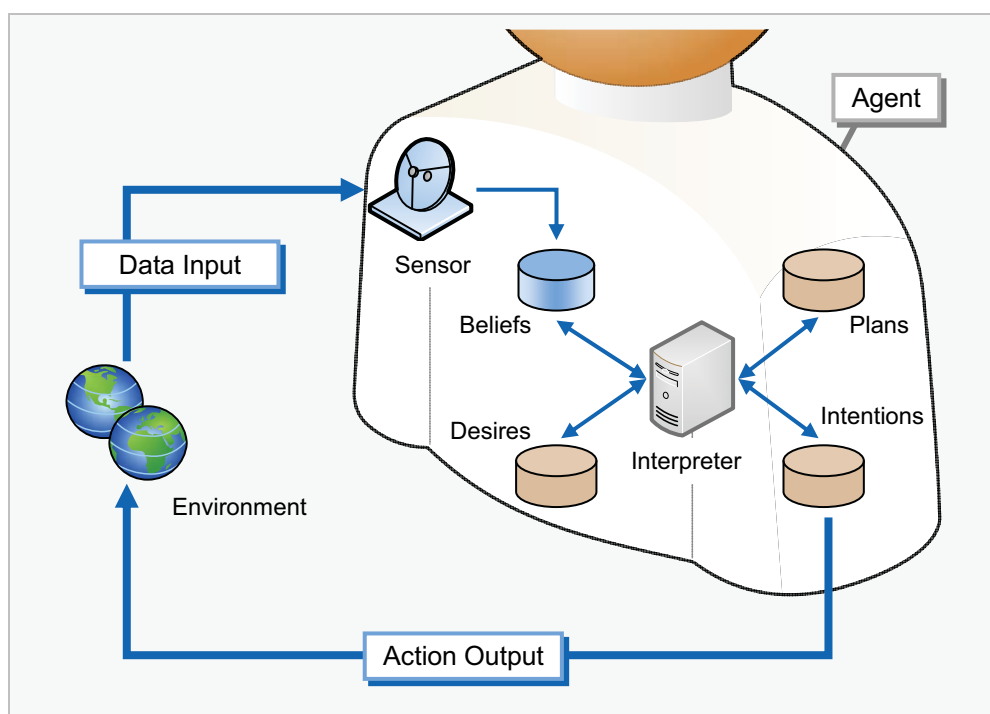 Agent
Data Input
Sensor
Beliefs
Plans
Desires
Intentions
Interpreter
Environment
Action Output